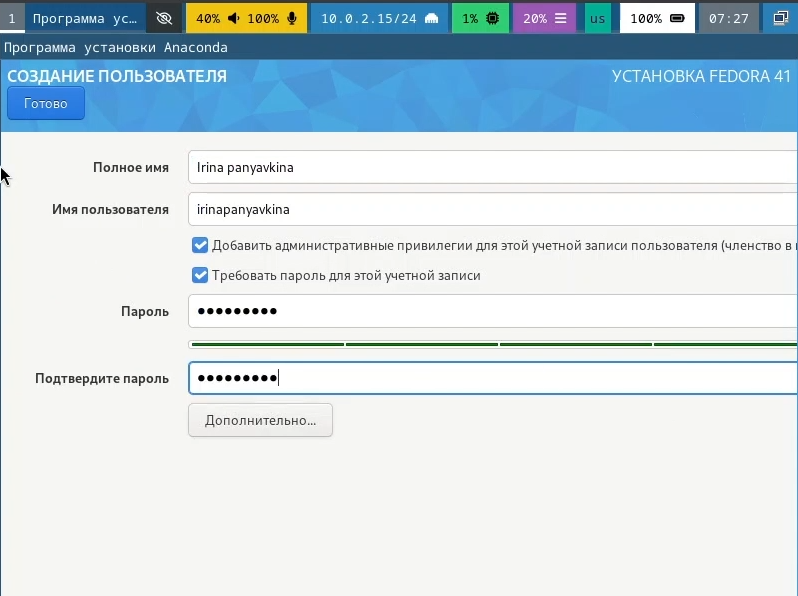 1 Программа ус… 40% 100% 10.0.2.15/24 1% 20% us 100% 07:27
Программа установки Anaconda
СОЗДАНИЕ ПОЛЬЗОВАТЕЛЯ УСТАНОВКА FEDORA 41
Готово
Полное имя Irina panyavkina
Имя пользователя irinapanyavkina
Добавить административные привилегии для этой учетной записи пользователя (членство в
Требовать пароль для этой учетной записи
Пароль •••••••••
Подтвердите пароль •••••••••
Дополнительно...